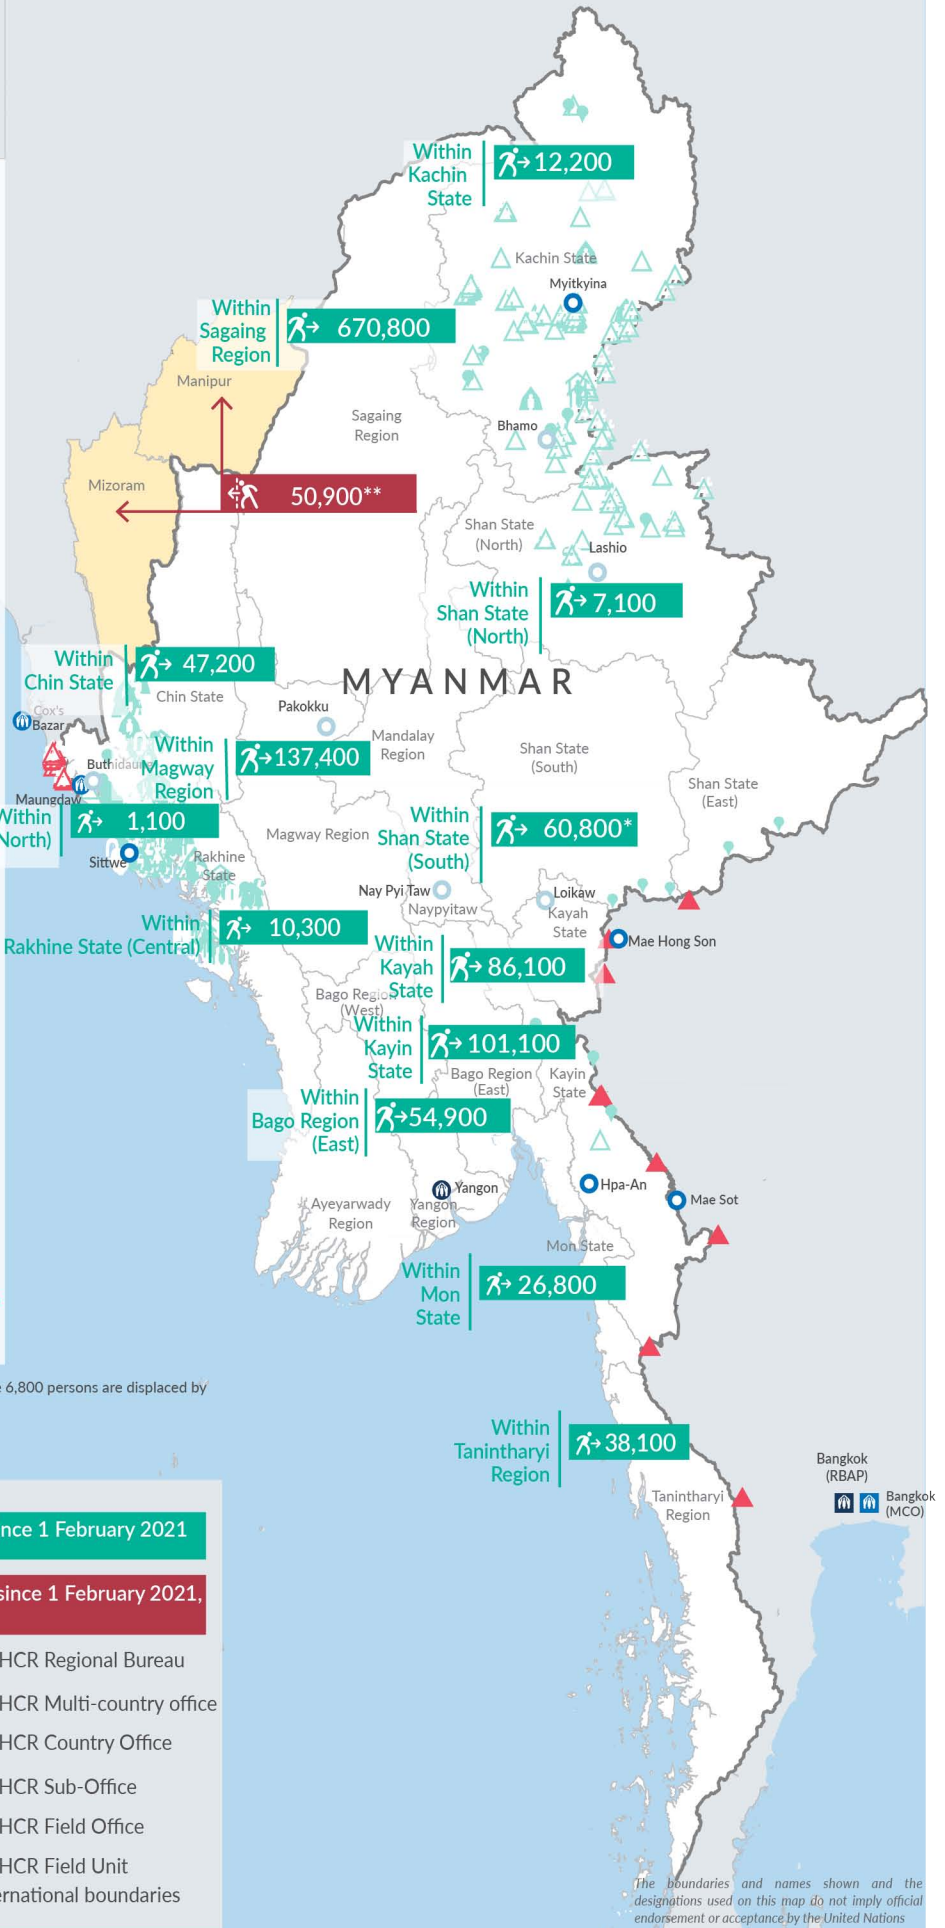 Within
Kachin
State
12,200
Kachin State
Myitkyina
Within
Sagaing
Region
670,800
Manipur
Sagaing
Region
Bhamo
Mizoram
50,900**
Shan State
(North)
Lashio
Within
Shan State
(North)
7,100
Within
Chin State
47,200
MYANMAR
Chin State
Pakokku
Cox's
Bazar
Mandalay
Region
Shan State
(South)
Within
Magway
Region
137,400
Buthidaung
Shan State
(East)
Maungdaw
Within
North)
1,100
Magway Region
Within
Shan State
(South)
60,800*
Sittwe
Rakhine
State
Nay Pyi Taw
Naypyitaw
Loikaw
Kayah
State
Within
Rakhine State (Central)
10,300
Mae Hong Son
Within
Kayah
State
86,100
Bago Region
(West)
Within
Kayin
State
101,100
Bago Region
(East)
Kayin
State
Within
Bago Region
(East)
54,900
Yangon
Hpa-An
Mae Sot
Ayeyarwady
Region
Yangon
Region
Mon State
Within
Mon
State
26,800
6,800 persons are displaced by
Within
Tanintharyi
Region
38,100
Tanintharyi
Region
Bangkok
(RBAP)
Bangkok
(MCO)
nce 1 February 2021
since 1 February 2021,
HCR Regional Bureau
HCR Multi-country office
HCR Country Office
HCR Sub-Office
HCR Field Office
HCR Field Unit
ernational boundaries
The boundaries and names shown and the
designations used on this map do not imply official
endorsement or acceptance by the United Nations